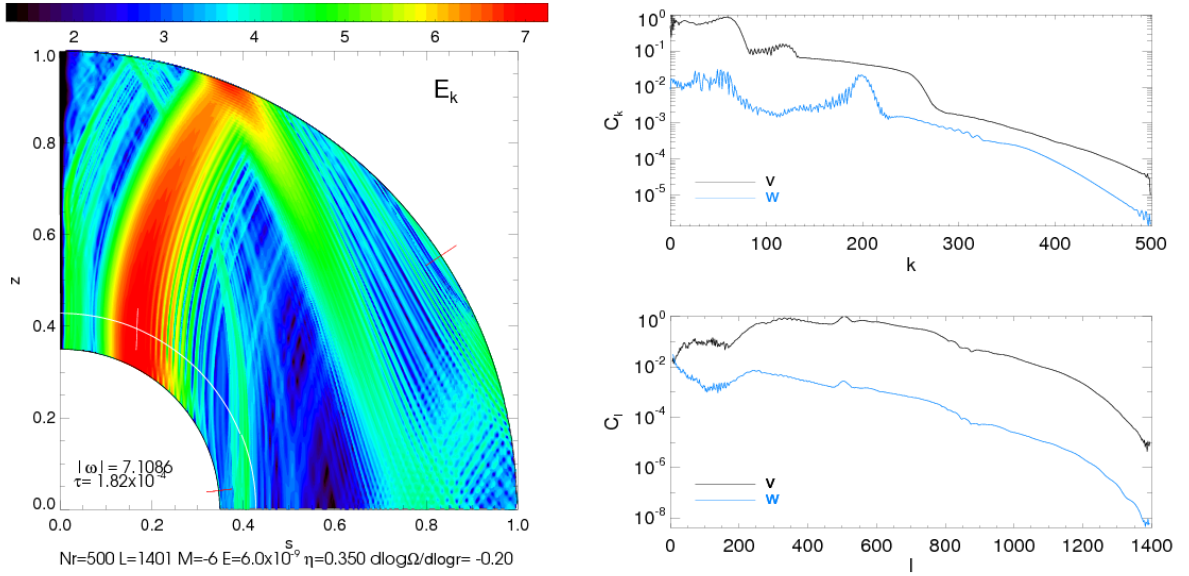 2 3 4 5 6 7
E_k
1.0
0.8
0.6
z
0.4
0.2
0.0
|ω| = 7.1086
τ= 1.82x10⁻⁴
0.0 0.2 0.4 0.6 0.8 1.0
s
Nr=500 L=1401 M=-6 E=6.0x10⁻⁹ η=0.350 dlogΩ/dlogr= -0.20
10⁰
10⁻¹
10⁻²
C_k
10⁻³
10⁻⁴
10⁻⁵
V
W
0 100 200 300 400 500
k
10⁰
10⁻²
C_l
10⁻⁴
10⁻⁶
10⁻⁸
V
W
0 200 400 600 800 1000 1200 1400
l